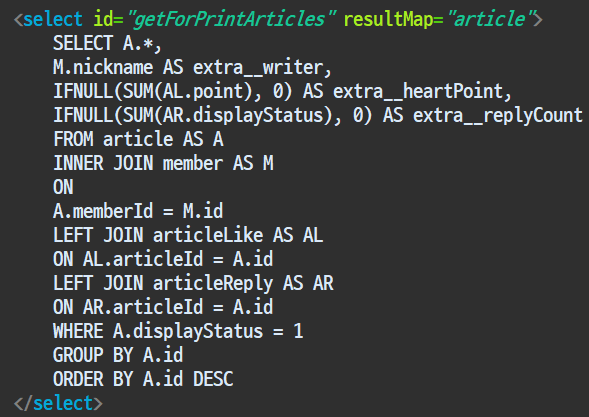 <select id="getForPrintArticles" resultMap="article">
SELECT A.*,
M.nickname AS extra__writer,
IFNULL(SUM(AL.point), 0) AS extra__heartPoint,
IFNULL(SUM(AR.displayStatus), 0) AS extra__replyCount
FROM article AS A
INNER JOIN member AS M
ON
A.memberId = M.id
LEFT JOIN articleLike AS AL
ON AL.articleId = A.id
LEFT JOIN articleReply AS AR
ON AR.articleId = A.id
WHERE A.displayStatus = 1
GROUP BY A.id
ORDER BY A.id DESC
</select>